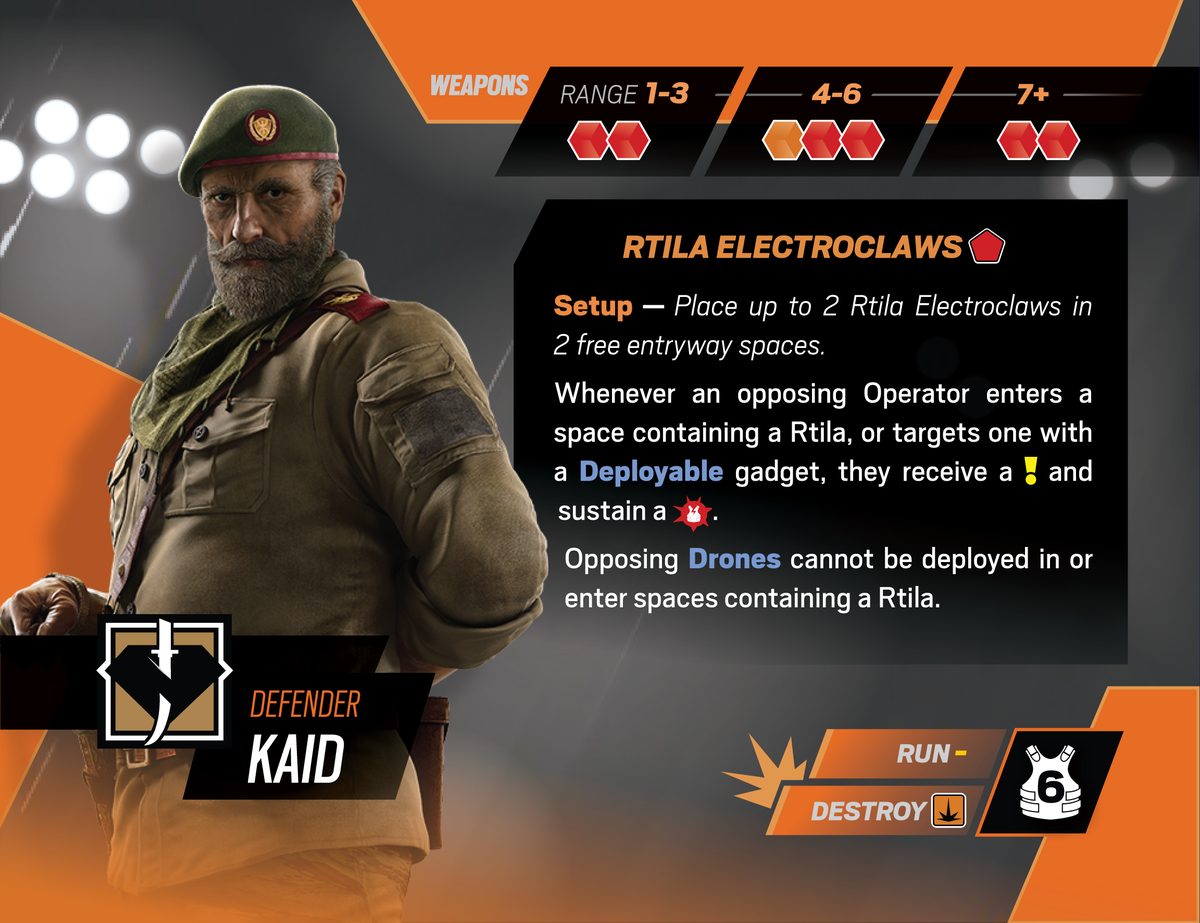 WEAPONS RANGE 1-3 4-6 7+
RTILA ELECTROCLAWS
Setup — Place up to 2 Rtila Electroclaws in
2 free entryway spaces.
Whenever an opposing Operator enters a
space containing a Rtila, or targets one with
a Deployable gadget, they receive a ! and
sustain a .
Opposing Drones cannot be deployed in or
enter spaces containing a Rtila.
DEFENDER
KAID
RUN -
DESTROY
6